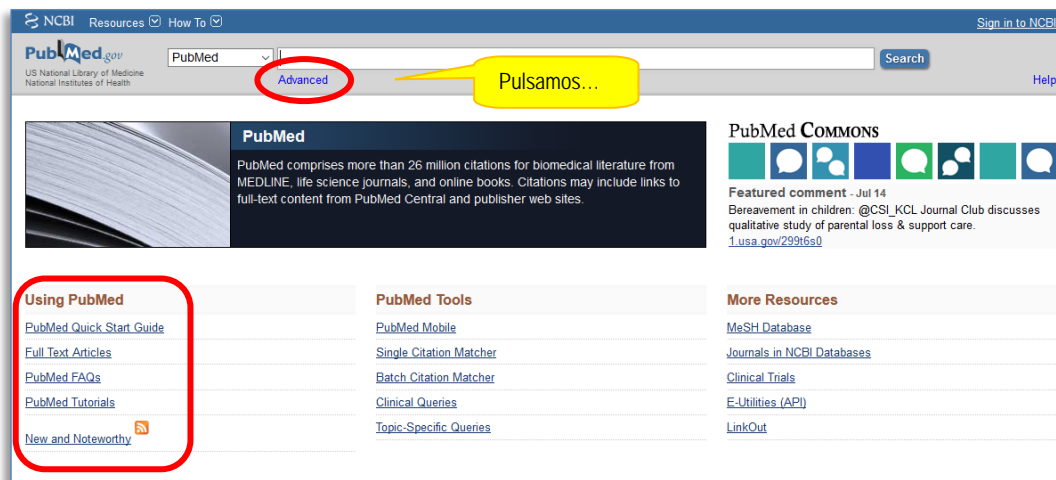 NCBI Resources How To Sign in to NCBI
PubMed.gov
US National Library of Medicine
National Institutes of Health
PubMed
Search
Advanced
Help
Pulsamos…
PubMed
PubMed comprises more than 26 million citations for biomedical literature from
MEDLINE, life science journals, and online books. Citations may include links to
full-text content from PubMed Central and publisher web sites.
PubMed COMMONS
Featured comment - Jul 14
Bereavement in children: @CSI_KCL Journal Club discusses
qualitative study of parental loss & support care.
1.usa.gov/299t6s0
Using PubMed
PubMed Quick Start Guide
Full Text Articles
PubMed FAQs
PubMed Tutorials
New and Noteworthy
PubMed Tools
PubMed Mobile
Single Citation Matcher
Batch Citation Matcher
Clinical Queries
Topic-Specific Queries
More Resources
MeSH Database
Journals in NCBI Databases
Clinical Trials
E-Utilities (API)
LinkOut